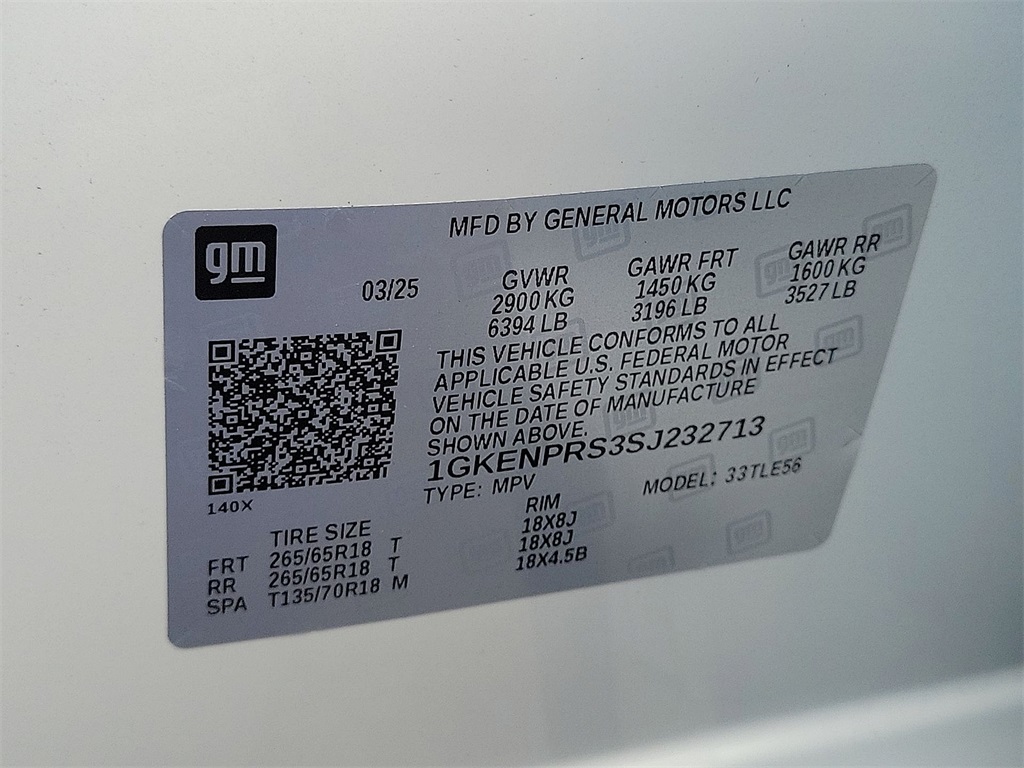 gm
MFD BY GENERAL MOTORS LLC
03/25
GVWR
2900 KG
6394 LB
GAWR FRT
1450 KG
3196 LB
GAWR RR
1600 KG
3527 LB
THIS VEHICLE CONFORMS TO ALL
APPLICABLE U.S. FEDERAL MOTOR
VEHICLE SAFETY STANDARDS IN EFFECT
ON THE DATE OF MANUFACTURE
SHOWN ABOVE.
1GKENPRS3SJ232713
TYPE: MPV
MODEL: 33TLE56
140X
TIRE SIZE
RIM
FRT 265/65R18 T 18X8J
RR 265/65R18 T 18X8J
SPA T135/70R18 M 18X4.5B